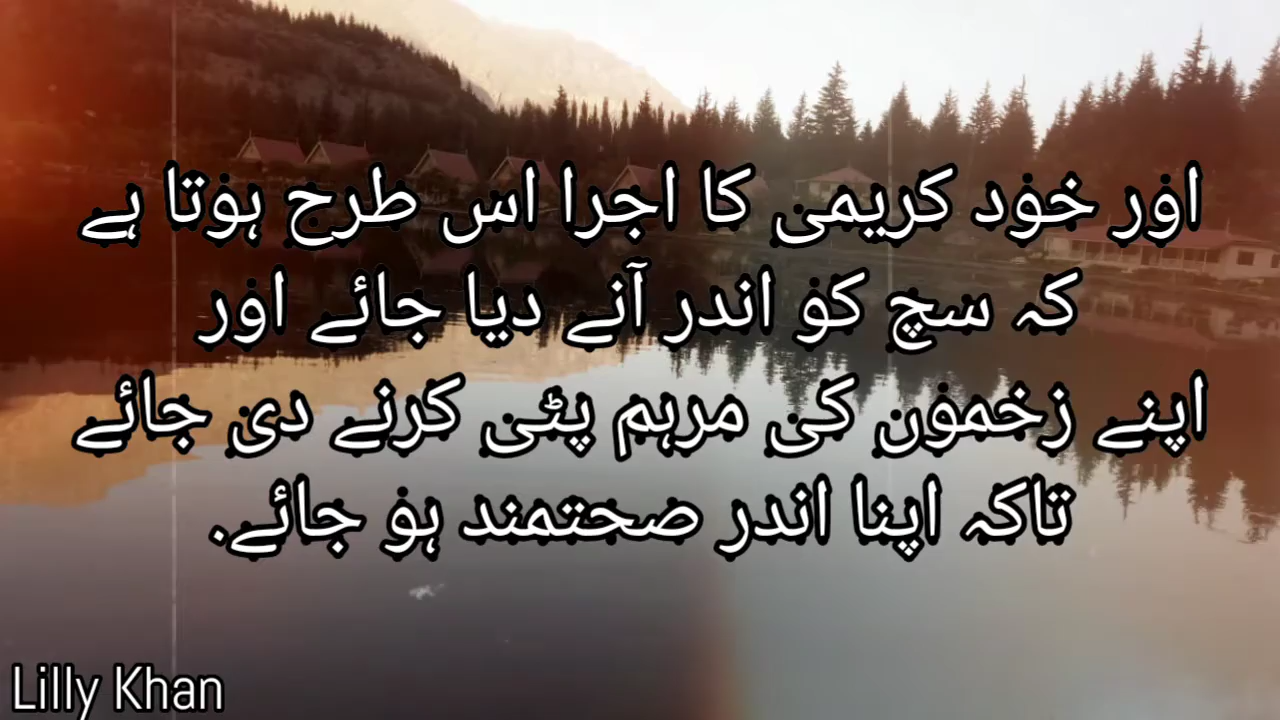 اور خود کریمی کا اجرا اس طرح ہوتا ہے
کہ سچ کو اندر آنے دیا جائے اور
اپنے زخموں کی مرہم پٹی کرنے دی جائے
تاکہ اپنا اندر صحتمند ہو جائے.
Lilly Khan